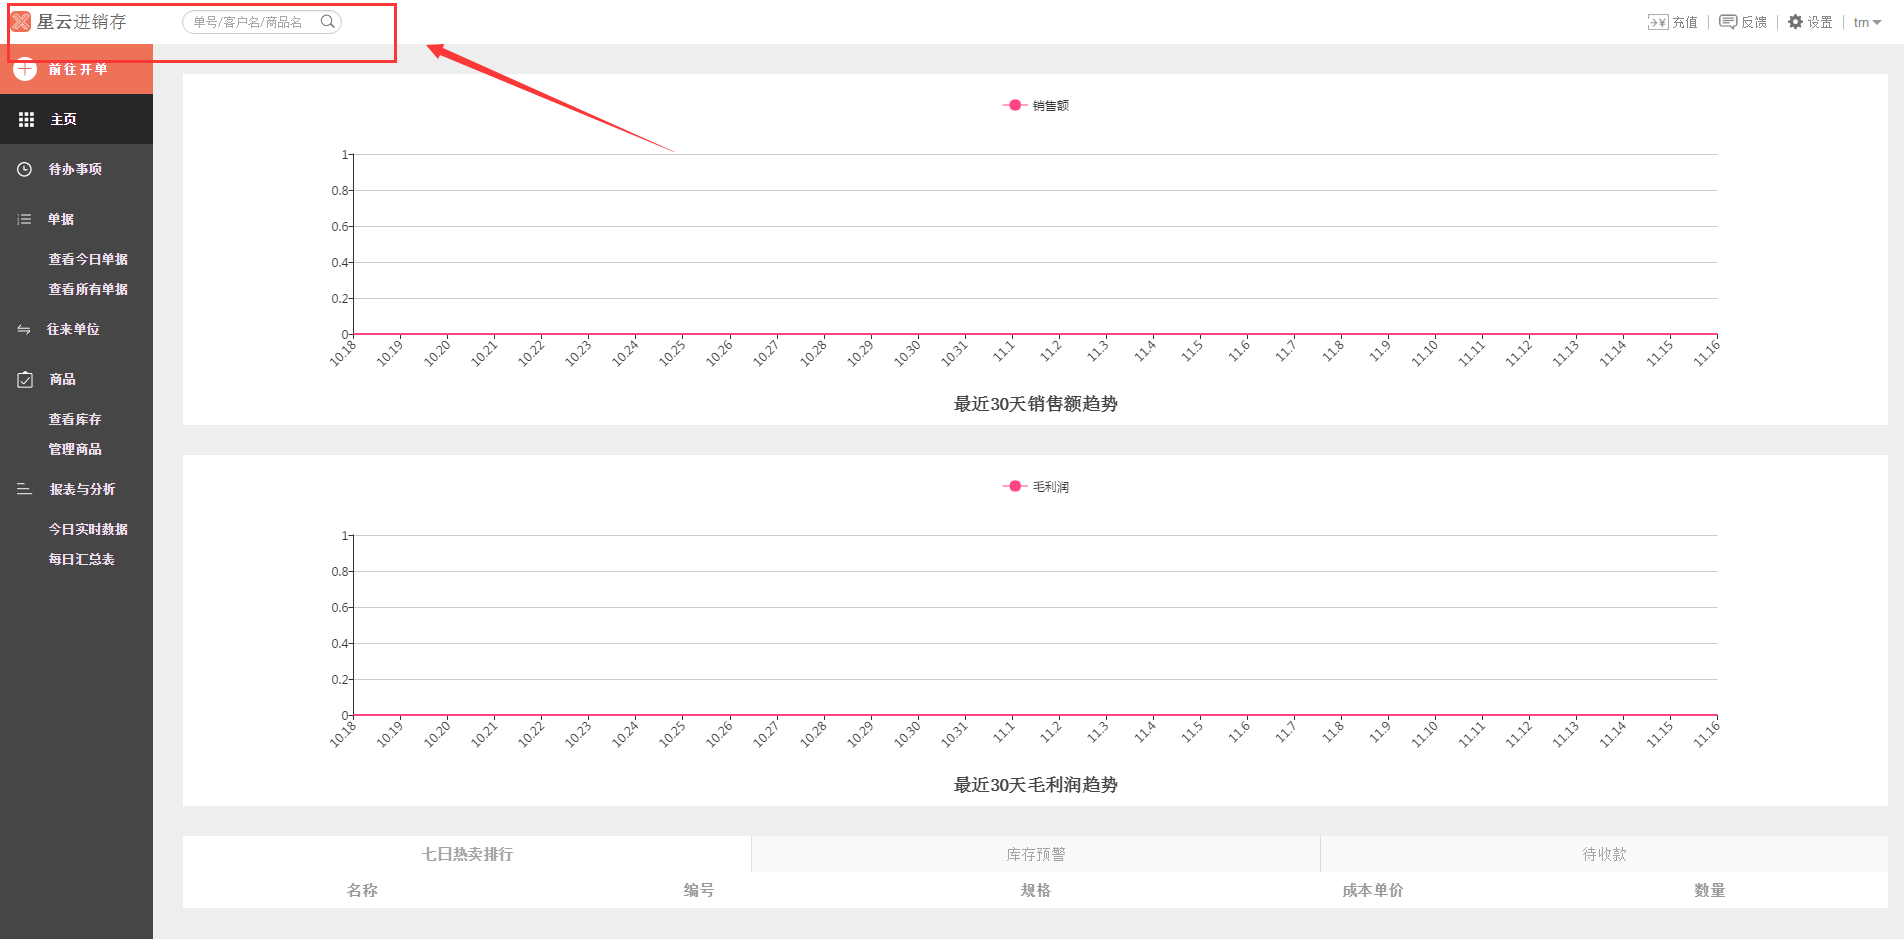 星云进销存
单号/客户名/商品名
充值
反馈
设置
trn
前往开单
主页
待办事项
单据
查看今日单据
查看所有单据
往来单位
商品
查看库存
管理商品
报表与分析
今日实时数据
每日汇总表
销售额
1
0.8
0.6
0.4
0.2
0
10.18 10.19 10.20 10.21 10.22 10.23 10.24 10.25 10.26 10.27 10.28 10.29 10.30 10.31 11.1 11.2 11.3 11.4 11.5 11.6 11.7 11.8 11.9 11.10 11.11 11.12 11.13 11.14 11.15 11.16
最近30天销售额趋势
毛利润
1
0.8
0.6
0.4
0.2
0
10.18 10.19 10.20 10.21 10.22 10.23 10.24 10.25 10.26 10.27 10.28 10.29 10.30 10.31 11.1 11.2 11.3 11.4 11.5 11.6 11.7 11.8 11.9 11.10 11.11 11.12 11.13 11.14 11.15 11.16
最近30天毛利润趋势
七日热卖排行 库存预警 待收款
名称 编号 规格 成本单价 数量